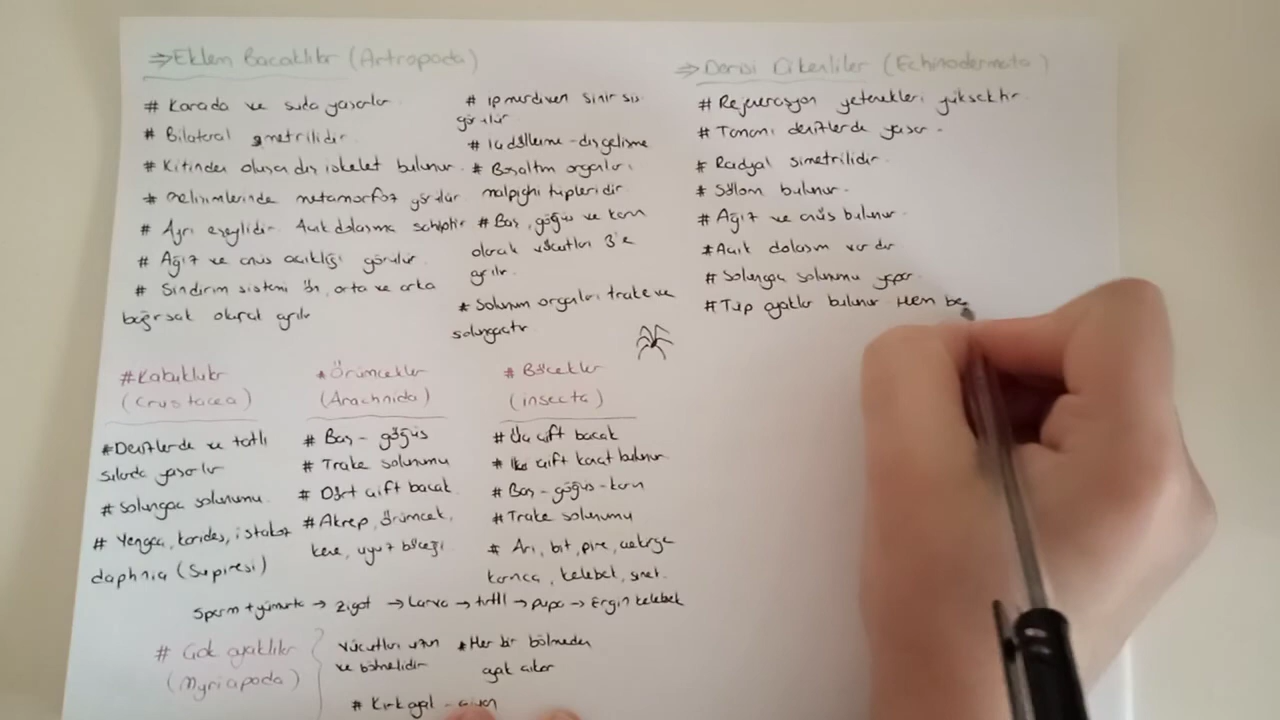 ⇒Eklem Bacaklılar (Artropoda)
# Karada ve suda yaşarlar
# Bilateral simetrilidir.
# Kitinden oluşan dış iskelet bulunur.
# Gelişimlerinde metamorfoz görülür
# Ayrı eşeylidir. Açık dolaşıma sahiptir
# Ağız ve anüs açıklığı görülür
# Sindirim sistemi ön, orta ve arka
bağırsak olarak ayrılır
# ip merdiven sinir sis.
görülür
# iç dölleme - dış gelişme
# Boşaltım organları
malpighi tüpleridir
# Baş, göğüs ve karın
olarak vücutları 3'e
ayrılır.
# Solunum organları trake ve
solungaçtır
⇒ Derisi Dikenliler (Echinodermata)
# Rejenerasyon yetenekleri yüksektir.
# Tamamı denizlerde yaşar.
# Radyal simetrilidir.
# Sölom bulunur.
# Ağız ve anüs bulunur.
# Açık dolaşım vardır
# Solungaç solunumu yapar.
# Tüp ayaklar bulunur Hem be
#Kabuklular
(Crustacea)
#Denizlerde ve tatlı
sularda yaşarlar
# Solungaç solunumu
# Yengeç, karides, istakoz
daphnia (Supiresi)
# Örümcekler
(Arachnida)
# Baş - göğüs
# Trake solunumu
# Dört çift bacak
# Akrep, örümcek,
kene, uyuz böceği
# Böcekler
(insecta)
# Üç çift bacak
# İki çift kanat bulunur
# Baş - göğüs - karın
# Trake solunumu
# Arı, bit, pire, çekirge
karınca, kelebek, sinek.
Sperm + yumurta → Zigot → Larva → tırtıl → pupa → Ergin kelebek
# Çok ayaklılar
(Myriapoda)
vücutları uzun
ve bölmelidir
# Her bir bölmeden
ayak çıkar
# Kırkayak - çiyan